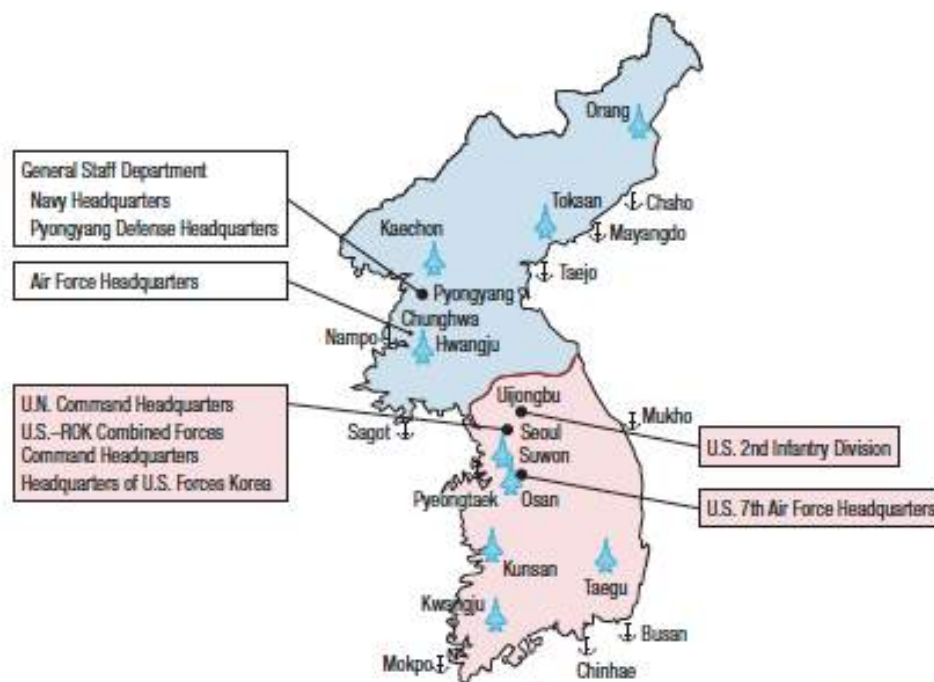 Orang
General Staff Department
Navy Headquarters
Pyongyang Defense Headquarters
Tokaan
Chaho
Mayangdo
Kaechon
Taejo
Air Force Headquarters
Pyongyang
Chunghwa
Nampo
Hwangju
U.N. Command Headquarters
U.S.–ROK Combined Forces
Command Headquarters
Headquarters of U.S. Forces Korea
Uijongbu
Mukho
Sagot
Seoul
U.S. 2nd Infantry Division
Suwon
Pyeongtaek
Osan
U.S. 7th Air Force Headquarters
Kunsan
Taegu
Kwangju
Busan
Mokpo
Chinhae